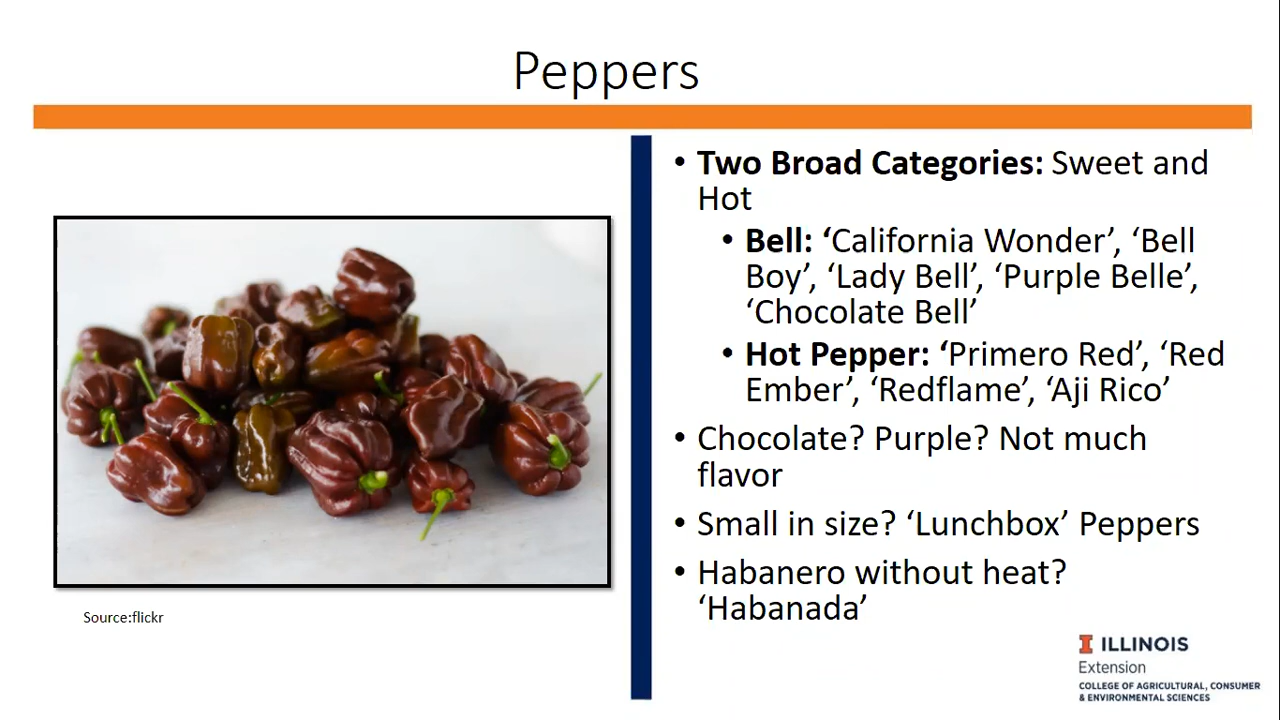 Peppers
• Two Broad Categories: Sweet and
Hot
• Bell: ‘California Wonder’, ‘Bell
Boy’, ‘Lady Bell’, ‘Purple Belle’,
‘Chocolate Bell’
• Hot Pepper: ‘Primero Red’, ‘Red
Ember’, ‘Redflame’, ‘Aji Rico’
• Chocolate? Purple? Not much
flavor
• Small in size? ‘Lunchbox’ Peppers
• Habanero without heat?
‘Habanada’
Source:flickr
I ILLINOIS
Extension
COLLEGE OF AGRICULTURAL, CONSUMER
& ENVIRONMENTAL SCIENCES